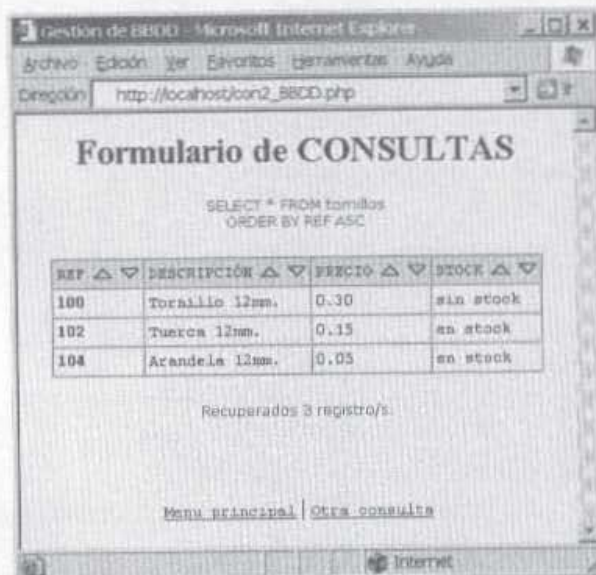 Gestión de BBDD - Microsoft Internet Explorer
Archivo Edición Ver Favoritos Herramientas Ayuda
Dirección http://localhost/con2_BBDD.php
Formulario de CONSULTAS
SELECT * FROM tornillos
ORDER BY REF ASC
REF △ ▽ DESCRIPCIÓN △ ▽ PRECIO △ ▽ STOCK △ ▽
100 Tornillo 12mm. 0.30 sin stock
102 Tuerca 12mm. 0.15 en stock
104 Arandela 12mm. 0.05 en stock
Recuperados 3 registro/s.
Menu principal | Otra consulta
Internet